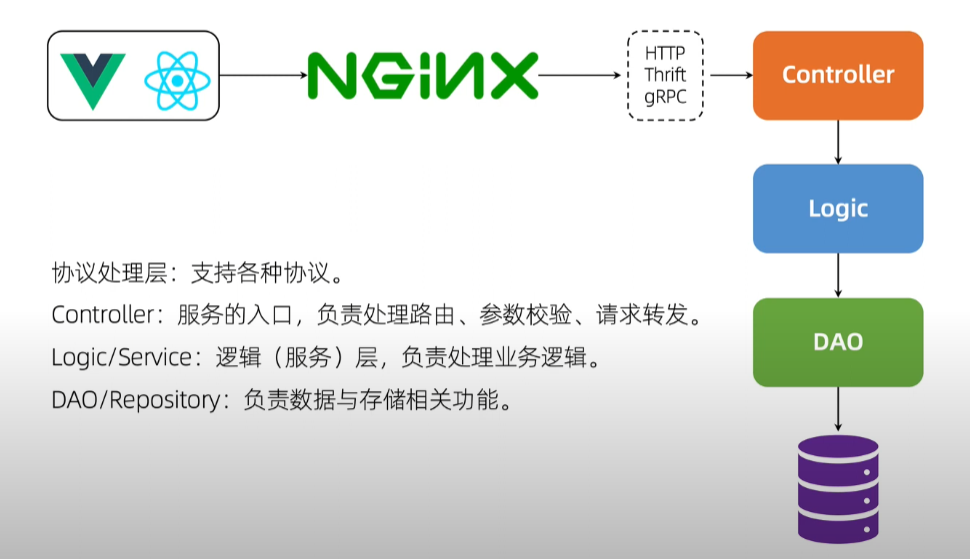 NGINX
HTTP
Thrift
gRPC
Controller
Logic
DAO
协议处理层：支持各种协议。
Controller：服务的入口，负责处理路由、参数校验、请求转发。
Logic/Service：逻辑（服务）层，负责处理业务逻辑。
DAO/Repository：负责数据与存储相关功能。